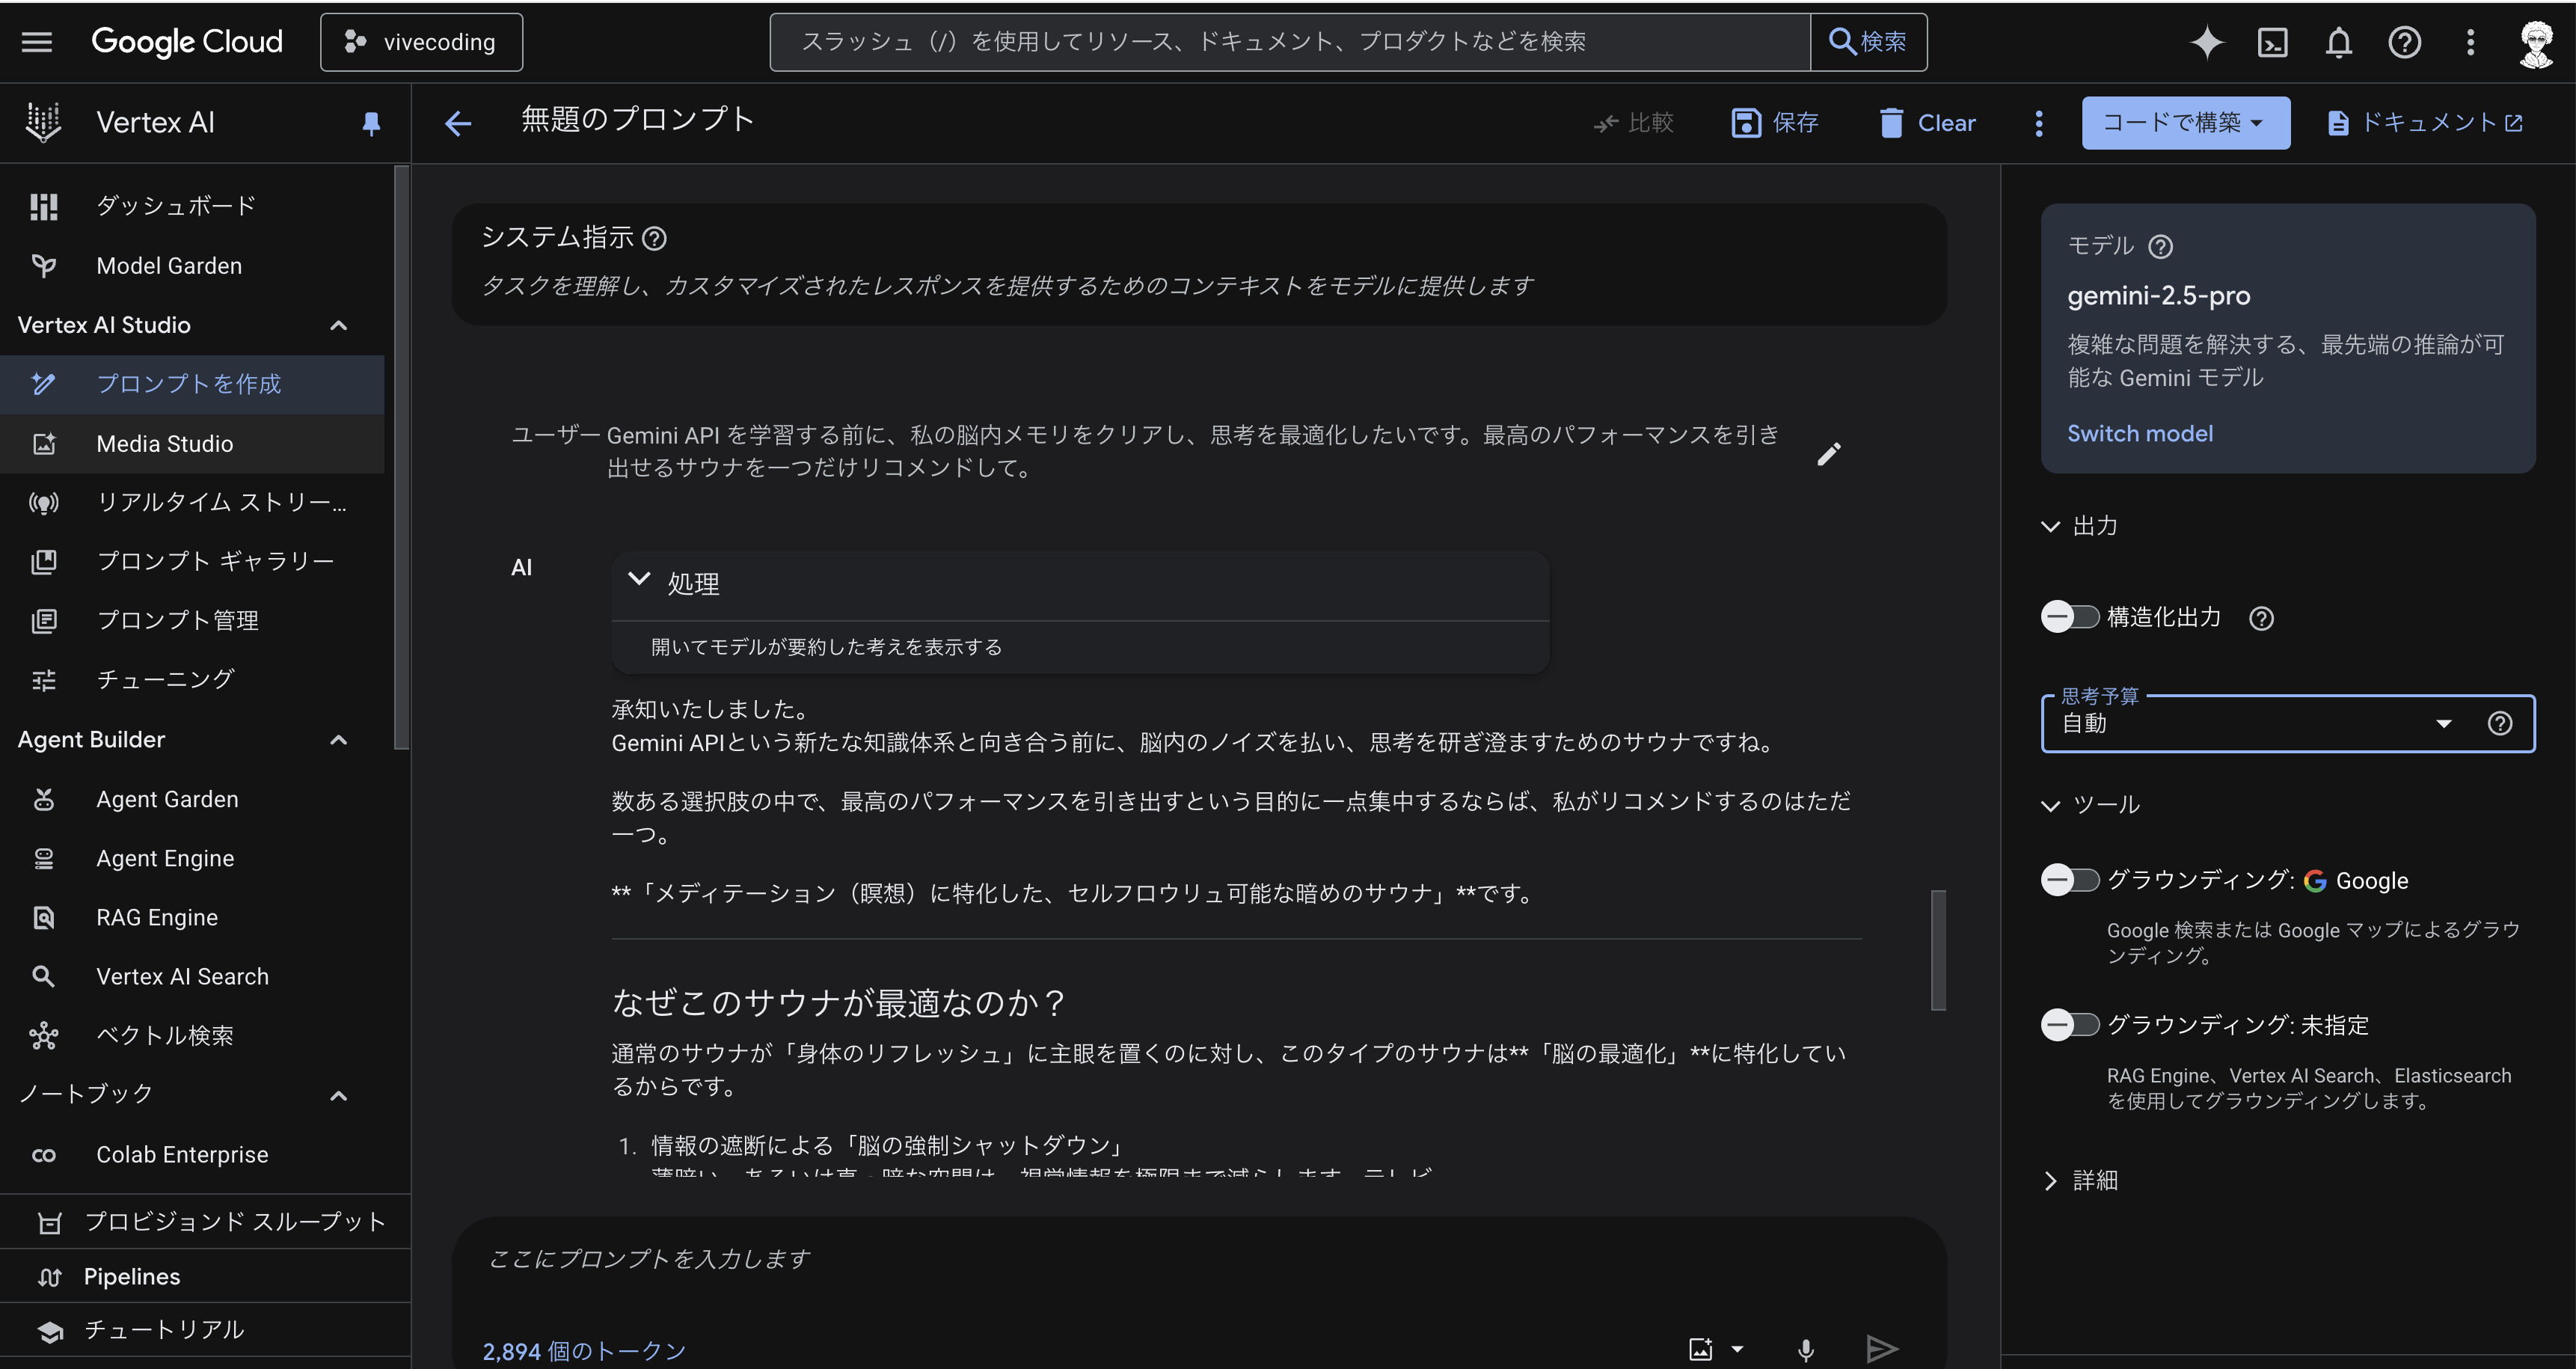 Google Cloud
vivecoding
スラッシュ（/）を使用してリソース、ドキュメント、プロダクトなどを検索
検索
Vertex AI
無題のプロンプト
比較
保存
Clear
コードで構築
ドキュメント
ダッシュボード
Model Garden
Vertex AI Studio
プロンプトを作成
Media Studio
リアルタイム ストリー...
プロンプト ギャラリー
プロンプト管理
チューニング
Agent Builder
Agent Garden
Agent Engine
RAG Engine
Vertex AI Search
ベクトル検索
ノートブック
Colab Enterprise
プロビジョンド スループット
Pipelines
チュートリアル
システム指示
タスクを理解し、カスタマイズされたレスポンスを提供するためのコンテキストをモデルに提供します
ユーザー
Gemini API を学習する前に、私の脳内メモリをクリアし、思考を最適化したいです。最高のパフォーマンスを引き
出せるサウナを一つだけリコメンドして。
AI
処理
開いてモデルが要約した考えを表示する
承知いたしました。
Gemini APIという新たな知識体系と向き合う前に、脳内のノイズを払い、思考を研ぎ澄ますためのサウナですね。
数ある選択肢の中で、最高のパフォーマンスを引き出すという目的に一点集中するならば、私がリコメンドするのはただ
一つ。
**「メディテーション（瞑想）に特化した、セルフロウリュ可能な暗めのサウナ」**です。
なぜこのサウナが最適なのか？
通常のサウナが「身体のリフレッシュ」に主眼を置くのに対し、このタイプのサウナは**「脳の最適化」**に特化してい
るからです。
1. 情報の遮断による「脳の強制シャットダウン」
ここにプロンプトを入力します
2,894 個のトークン
モデル
gemini-2.5-pro
複雑な問題を解決する、最先端の推論が可
能な Gemini モデル
Switch model
出力
構造化出力
思考予算
自動
ツール
グラウンディング: Google
Google 検索または Google マップによるグラウ
ンディング。
グラウンディング: 未指定
RAG Engine、Vertex AI Search、Elasticsearch
を使用してグラウンディングします。
詳細